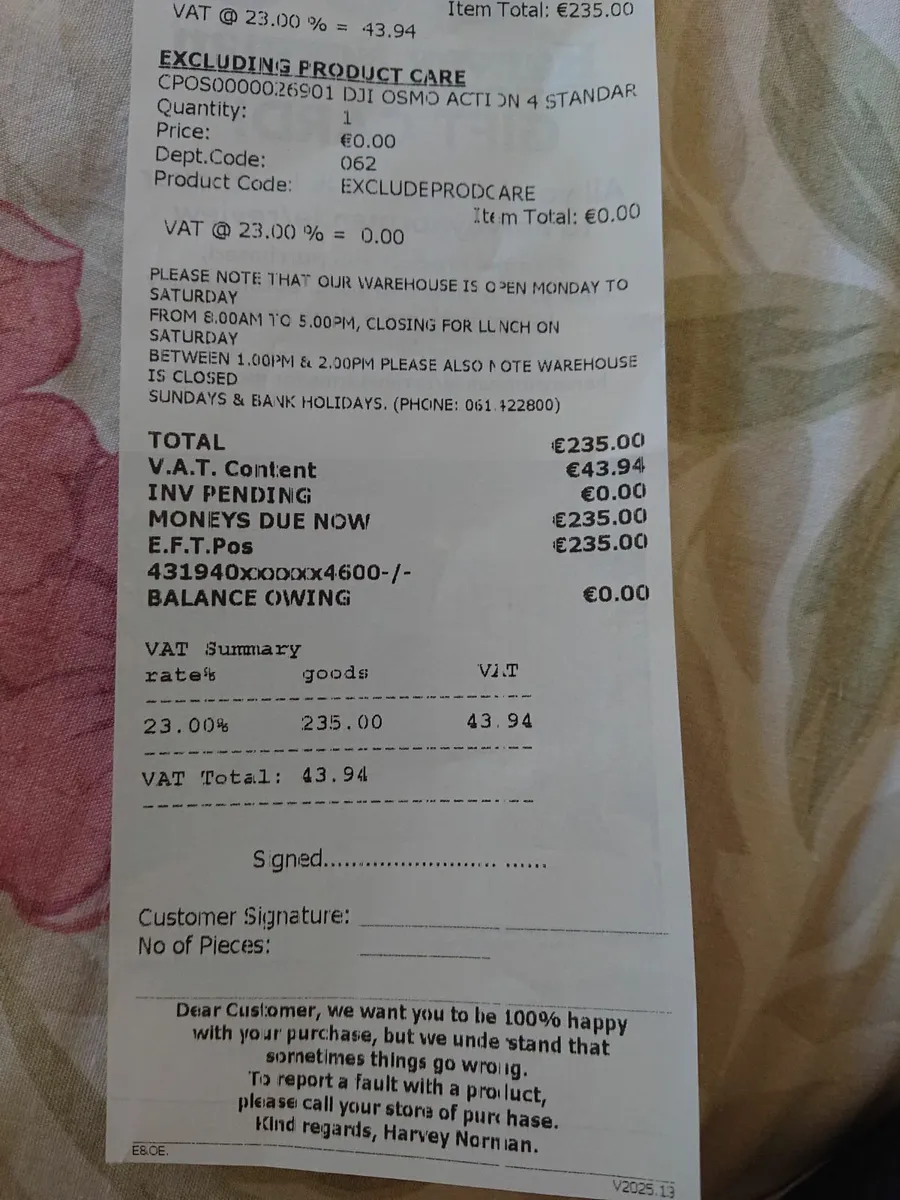 Item Total: €235.00
VAT @ 23.00 % = 43.94
EXCLUDING PRODUCT CARE
CPOS0000026901 DJI OSMO ACTION 4 STANDAR
Quantity: 1
Price: €0.00
Dept.Code: 062
Product Code: EXCLUDEPRODCARE
Item Total: €0.00
VAT @ 23.00 % = 0.00
PLEASE NOTE THAT OUR WAREHOUSE IS OPEN MONDAY TO
SATURDAY
FROM 8.00AM TO 5.00PM, CLOSING FOR LUNCH ON
SATURDAY
BETWEEN 1.00PM & 2.00PM PLEASE ALSO NOTE WAREHOUSE
IS CLOSED
SUNDAYS & BANK HOLIDAYS. (PHONE: 061 422800)
TOTAL €235.00
V.A.T. Content €43.94
INV PENDING €0.00
MONEYS DUE NOW €235.00
E.F.T.Pos €235.00
431940xxxxxx4600-/-
BALANCE OWING €0.00
VAT Summary
rate% goods VAT
23.00% 235.00 43.94
VAT Total: 43.94
Signed..............................
Customer Signature:
No of Pieces:
Dear Customer, we want you to be 100% happy
with your purchase, but we understand that
sometimes things go wrong.
To report a fault with a product,
please call your store of purchase.
Kind regards, Harvey Norman.
E&OE.
V2025.13